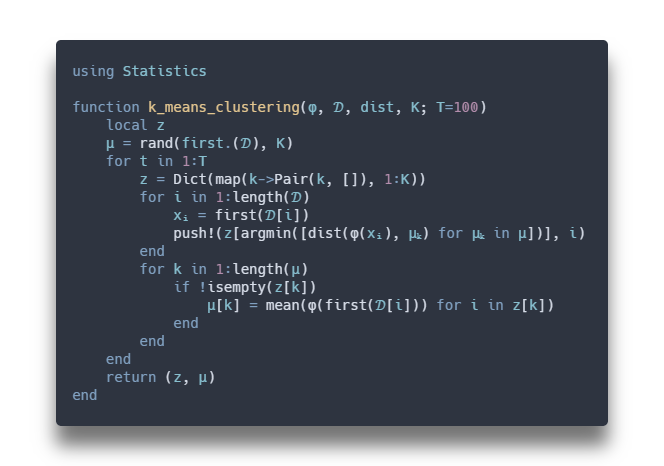 using Statistics

function k_means_clustering(φ, 𝒟, dist, K; T=100)
    local z
    μ = rand(first.(𝒟), K)
    for t in 1:T
        z = Dict(map(k->Pair(k, []), 1:K))
        for i in 1:length(𝒟)
            xᵢ = first(𝒟[i])
            push!(z[argmin([dist(φ(xᵢ), μₖ) for μₖ in μ])], i)
        end
        for k in 1:length(μ)
            if !isempty(z[k])
                μ[k] = mean(φ(first(𝒟[i])) for i in z[k])
            end
        end
    end
    return (z, μ)
end